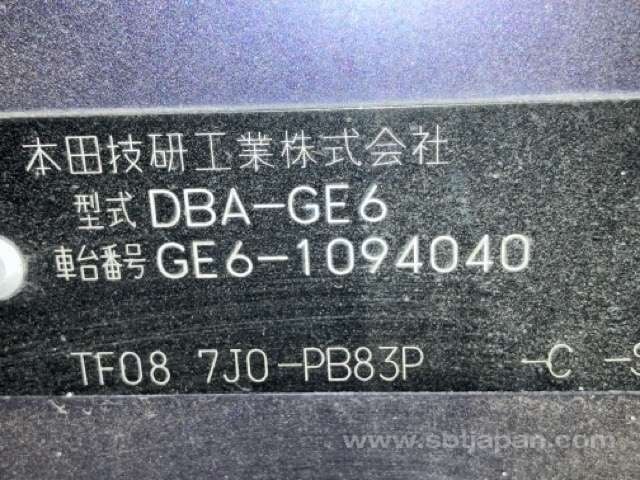 本田技研工業株式会社
型式 DBA-GE6
車台番号 GE6-1094040
TF08 7J0-PB83P -C -S
www.sbtjapan.com